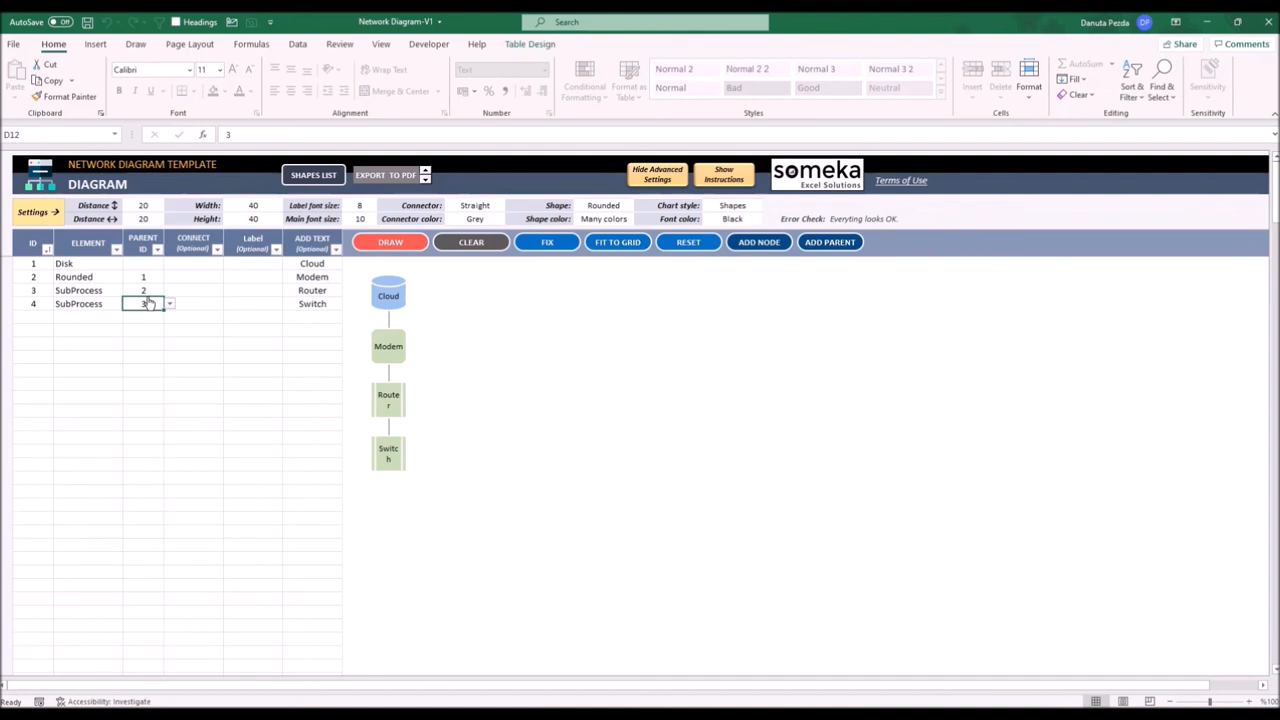 AutoSave Off Headings Network Diagram-V1 Search Danuta Pezda DP
File Home Insert Draw Page Layout Formulas Data Review View Developer Help Table Design Share Comments
Cut
Copy
Format Painter
Paste
Calibri 11
B I U
Wrap Text
Merge & Center
Text
% 9
Conditional Formatting
Format as Table
Normal 2 Normal 2 2 Normal 3 Normal 3 2
Normal Bad Good Neutral
Insert Delete Format
AutoSum
Fill
Clear
Sort & Filter
Find & Select
Sensitivity
Clipboard Font Alignment Number Styles Cells Editing Sensitivity
D12 fx 3
NETWORK DIAGRAM TEMPLATE
DIAGRAM
SHAPES LIST
EXPORT TO PDF
Hide Advanced Settings
Show Instructions
someka
Excel Solutions
Terms of Use
Settings
Distance 20 Width: 40 Label font size: 8 Connector: Straight Shape: Rounded Chart style: Shapes
Distance 20 Height: 40 Main font size: 10 Connector color: Grey Shape color: Many colors Font color: Black Error Check: Everything looks OK.
ID ELEMENT PARENT ID CONNECT (Optional) Label (Optional) ADD TEXT (Optional)
DRAW CLEAR FIX FIT TO GRID RESET ADD NODE ADD PARENT
1 Disk Cloud
2 Rounded 1 Modem
3 SubProcess 2 Router
4 SubProcess 3 Switch
Cloud
Modem
Route
r
Switc
h
Ready Accessibility: Investigate %100